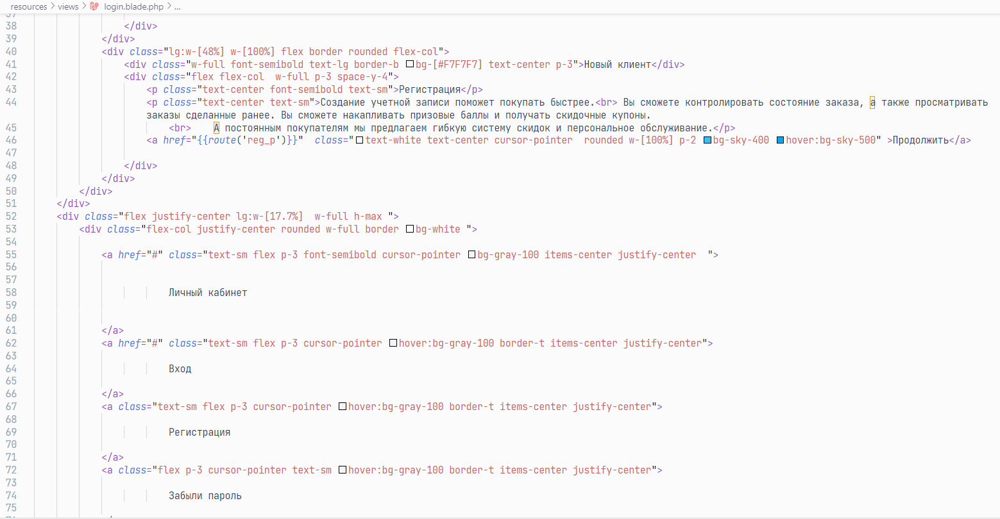 resources > views > login.blade.php > ...
37
38 </div>
39 </div>
40 <div class="lg:w-[48%] w-[100%] flex border rounded flex-col">
41 <div class="w-full font-semibold text-lg border-b bg-[#F7F7F7] text-center p-3">Новый клиент</div>
42 <div class="flex flex-col  w-full p-3 space-y-4">
43 <p class="text-center font-semibold text-sm">Регистрация</p>
44 <p class="text-center text-sm">Создание учетной записи поможет покупать быстрее.<br> Вы сможете контролировать состояние заказа, а также просматривать
заказы сделанные ранее. Вы сможете накапливать призовые баллы и получать скидочные купоны.
45 <br>    А постоянным покупателям мы предлагаем гибкую систему скидок и персональное обслуживание.</p>
46 <a href="{{route('reg_p')}}"  class="text-white text-center cursor-pointer  rounded w-[100%] p-2 bg-sky-400 hover:bg-sky-500" >Продолжить</a>
47
48 </div>
49 </div>
50 </div>
51 </div>
52 <div class="flex justify-center lg:w-[17.7%]  w-full h-max ">
53 <div class="flex-col justify-center rounded w-full border bg-white ">
54
55 <a href="#" class="text-sm flex p-3 font-semibold cursor-pointer bg-gray-100 items-center justify-center  ">
56
57
58 Личный кабинет
59
60
61 </a>
62 <a href="#" class="text-sm flex p-3 cursor-pointer hover:bg-gray-100 border-t items-center justify-center">
63
64 Вход
65
66 </a>
67 <a class="text-sm flex p-3 cursor-pointer hover:bg-gray-100 border-t items-center justify-center">
68
69 Регистрация
70
71 </a>
72 <a class="flex p-3 cursor-pointer text-sm hover:bg-gray-100 border-t items-center justify-center">
73
74 Забыли пароль
75